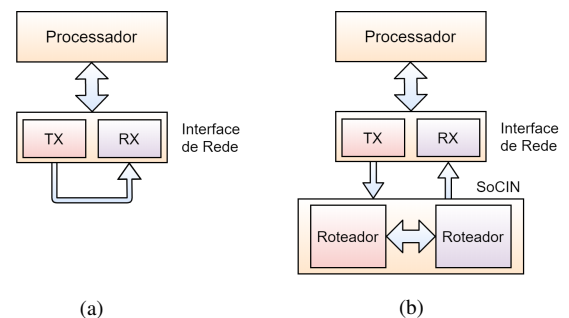 Processador
TX
RX
Interface
de Rede
(a)
Processador
TX
RX
Interface
de Rede
SoCIN
Roteador
Roteador
(b)